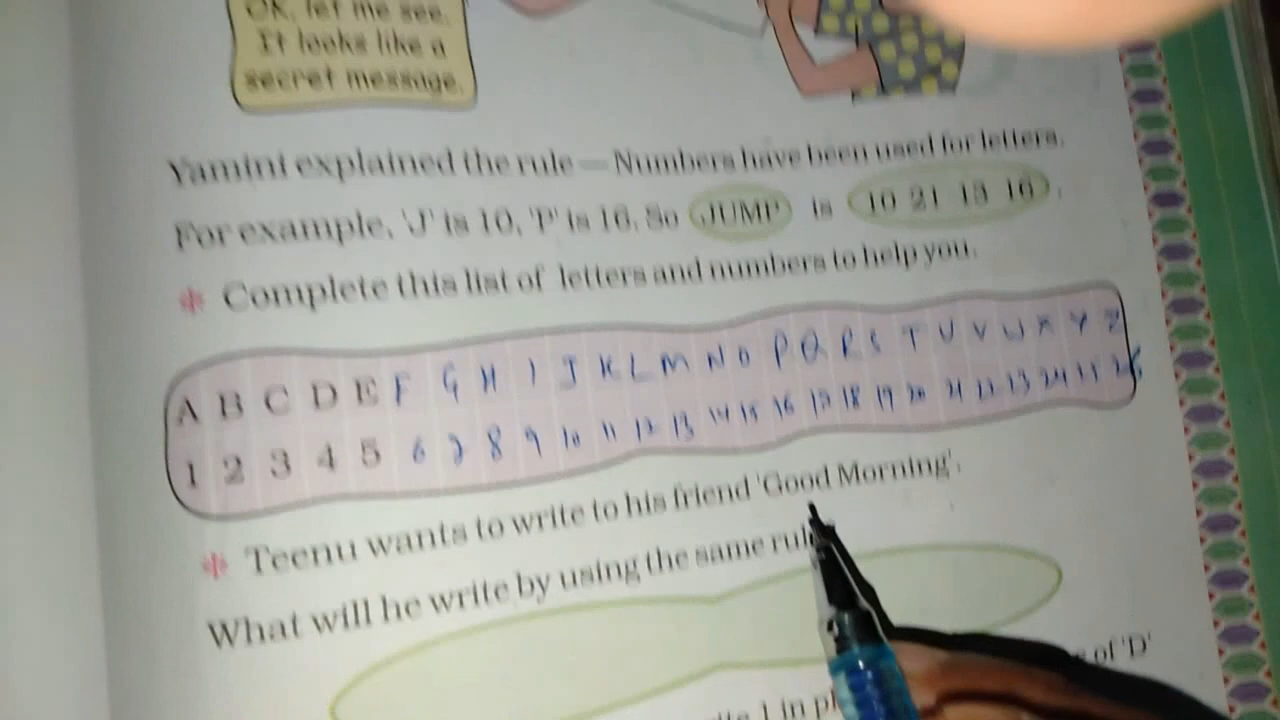 OK, let me see.
It looks like a
secret message.
Yamini explained the rule — Numbers have been used for letters.
For example, 'J' is 10, 'P' is 16. So JUMP is 10 21 13 16 .
* Complete this list of letters and numbers to help you.
A B C D E F G H I J K L M N O P Q R S T U V W X Y Z
1 2 3 4 5 6 7 8 9 10 11 12 13 14 15 16 17 18 19 20 21 22 23 24 25 26
* Teenu wants to write to his friend 'Good Morning'.
What will he write by using the same
of 'D'
1 in